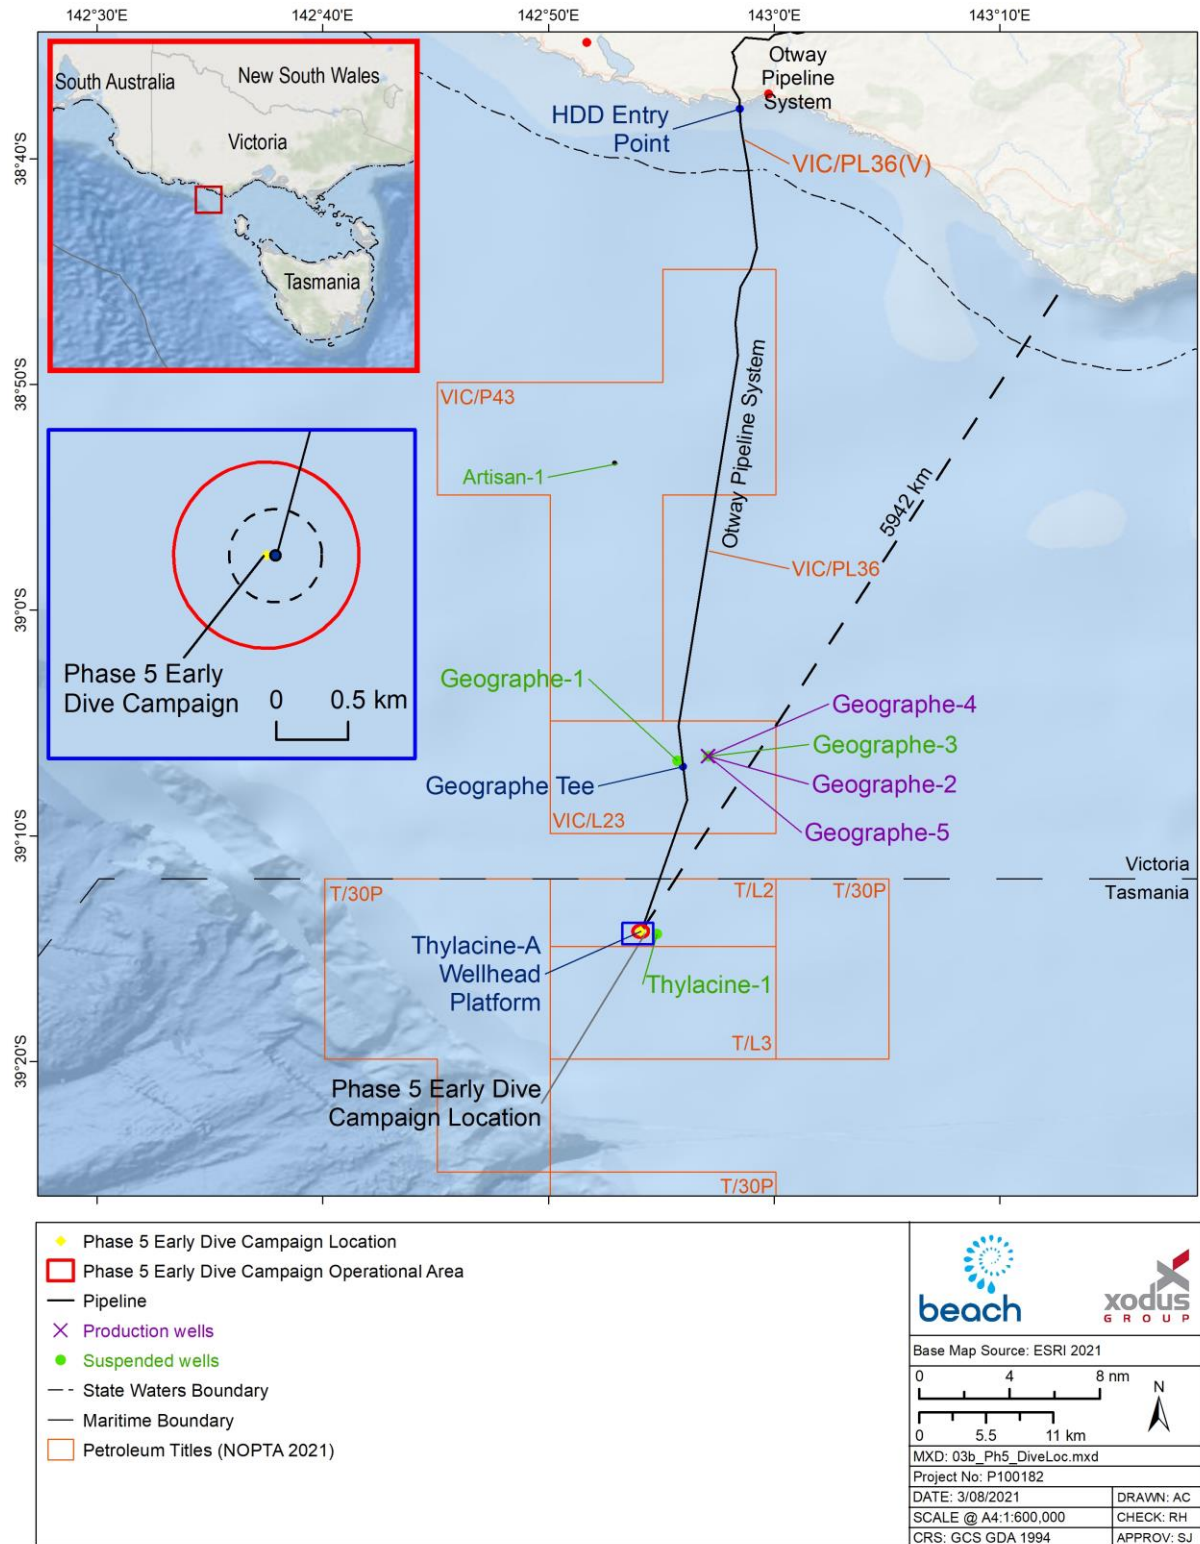 142°30'E
142°40'E
142°50'E
143°0'E
143°10'E
38°40'S
38°50'S
39°0'S
39°10'S
39°20'S
South Australia
New South Wales
Victoria
Tasmania
Otway
Pipeline
System
HDD Entry
Point
VIC/PL36(V)
VIC/P43
Otway Pipeline System
Artisan-1
5942 km
VIC/PL36
Phase 5 Early
Dive Campaign
0 0.5 km
Geographe-1
Geographe-4
Geographe-3
Geographe Tee
Geographe-2
VIC/L23
Geographe-5
Victoria
Tasmania
T/30P
T/L2
T/30P
Thylacine-A
Wellhead
Platform
Thylacine-1
T/L3
Phase 5 Early Dive
Campaign Location
T/30P
Phase 5 Early Dive Campaign Location
Phase 5 Early Dive Campaign Operational Area
Pipeline
Production wells
Suspended wells
State Waters Boundary
Maritime Boundary
Petroleum Titles (NOPTA 2021)
beach
xodus
GROUP
Base Map Source: ESRI 2021
0 4 8 nm
N
0 5.5 11 km
MXD: 03b_Ph5_DiveLoc.mxd
Project No: P100182
DATE: 3/08/2021
DRAWN: AC
SCALE @ A4:1:600,000
CHECK: RH
CRS: GCS GDA 1994
APPROV: SJ